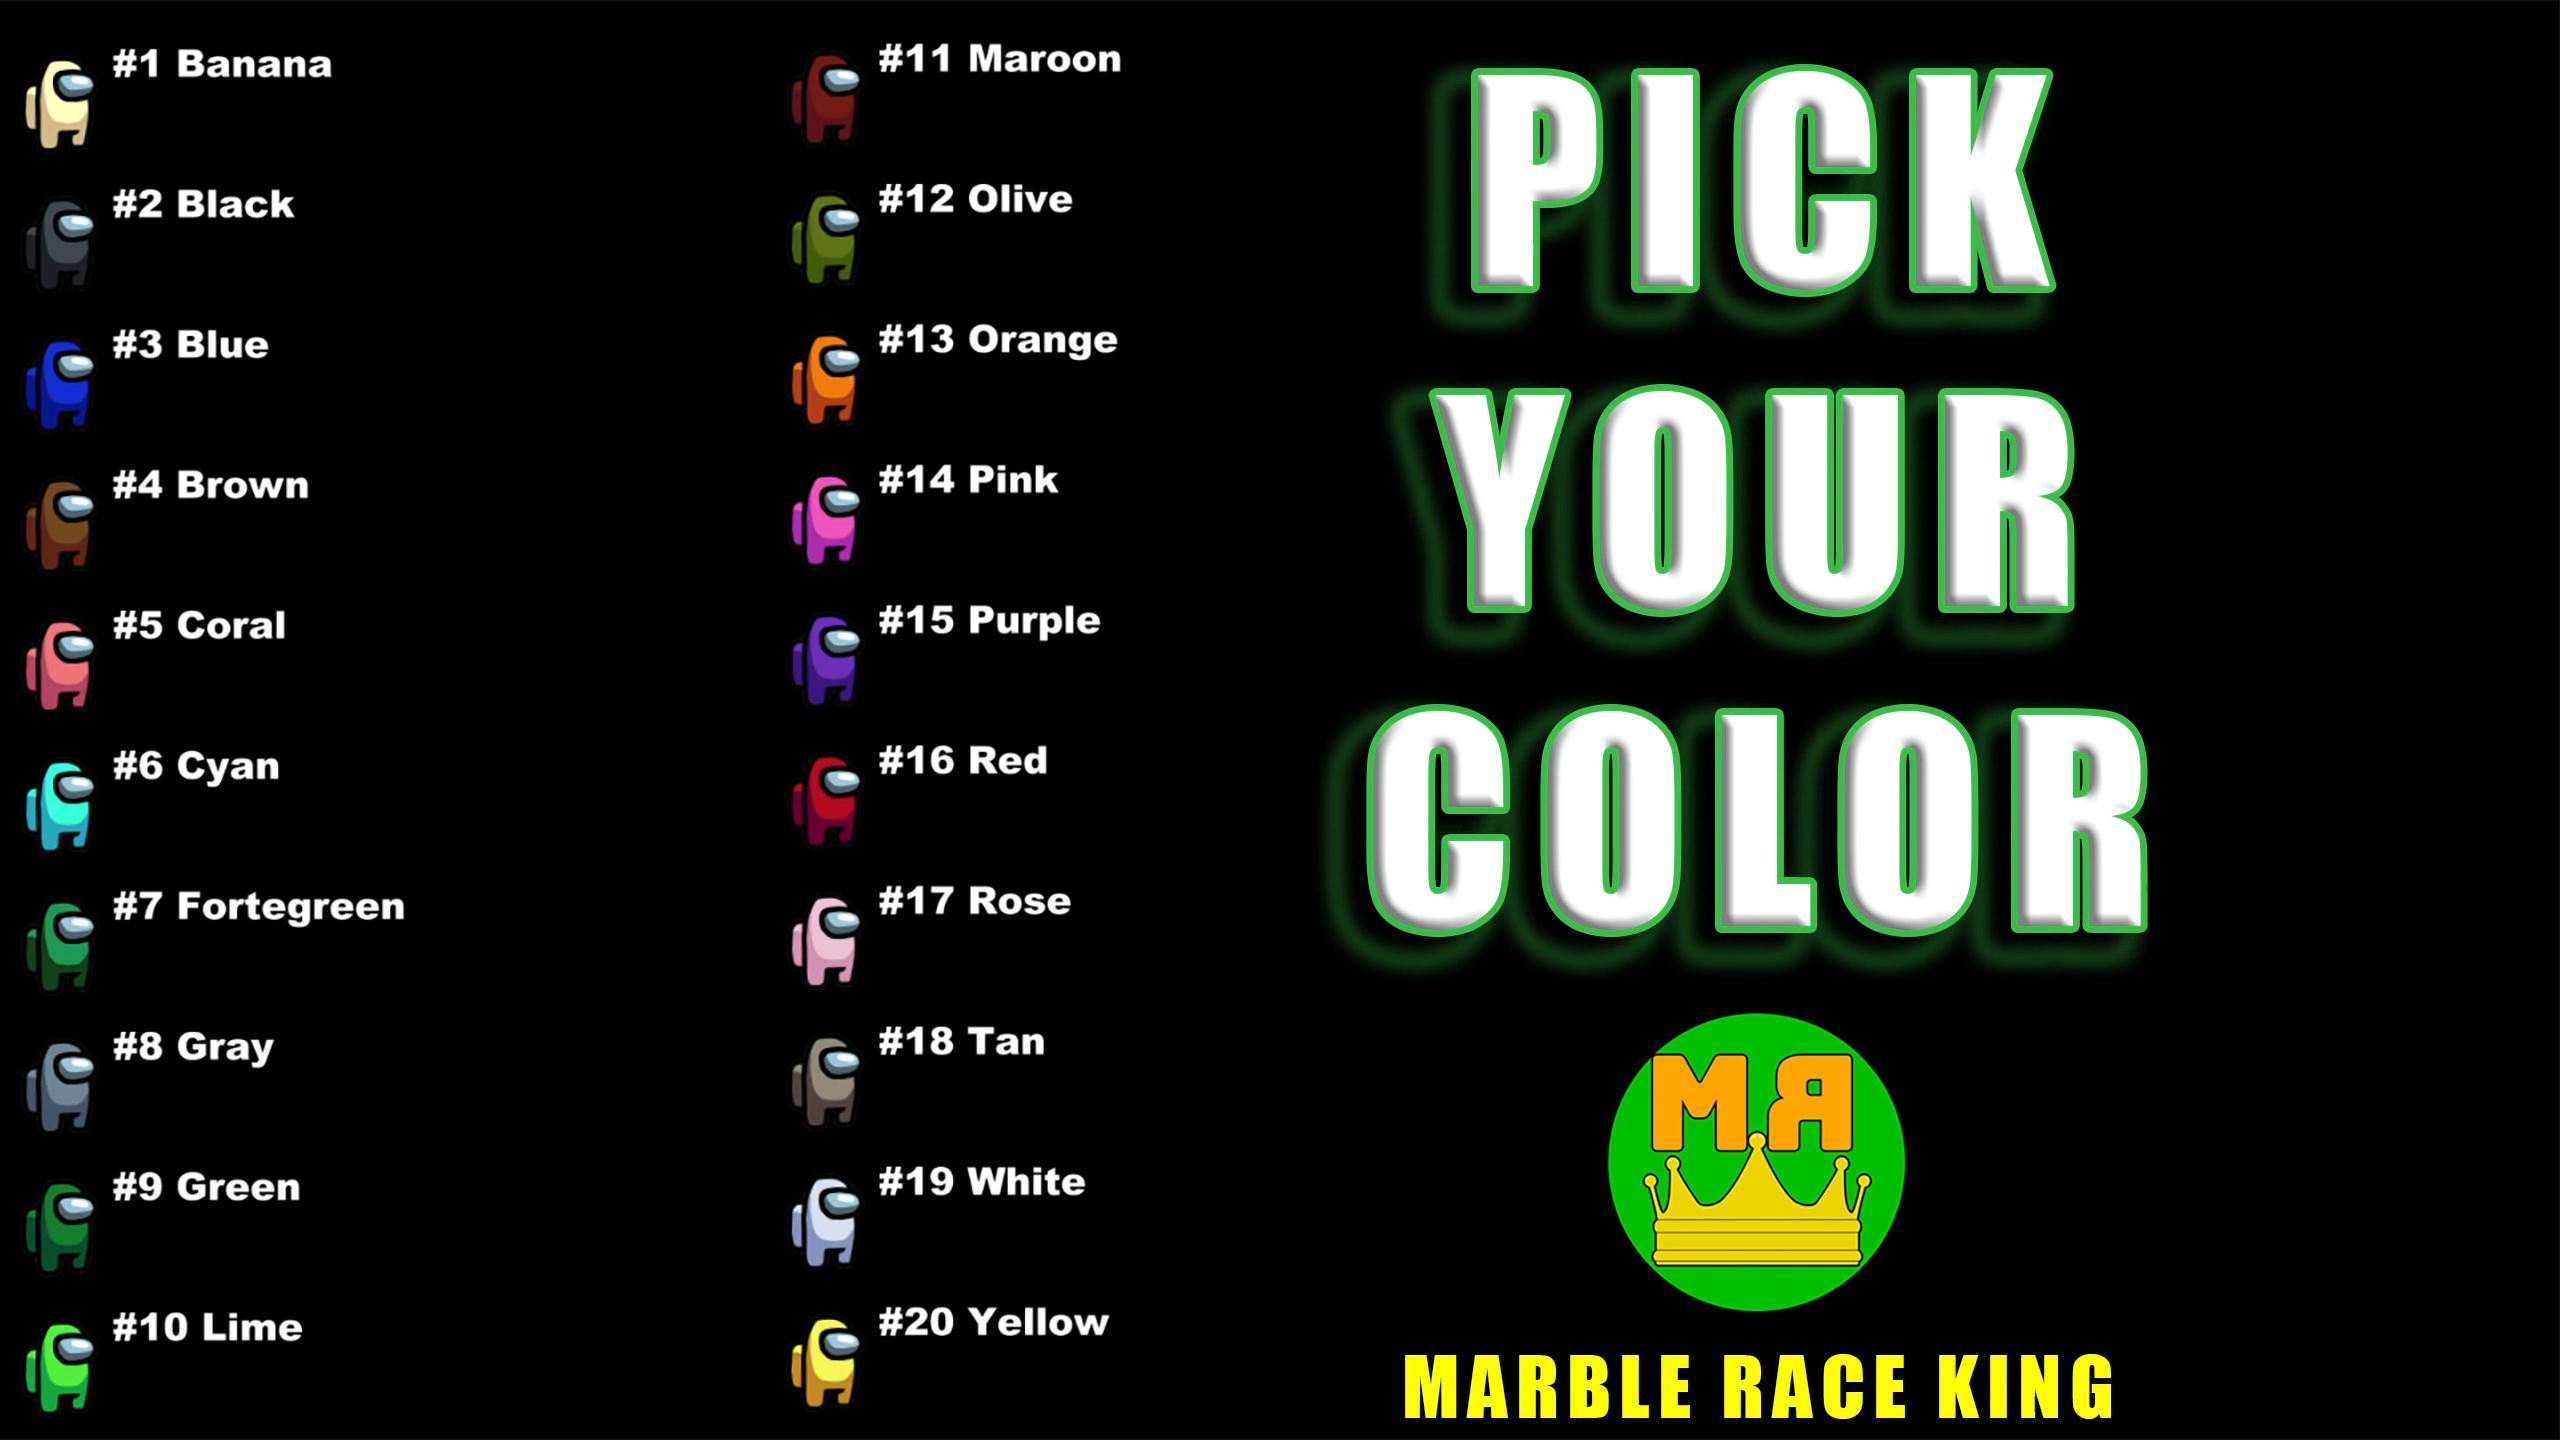 #1 Banana
#2 Black
#3 Blue
#4 Brown
#5 Coral
#6 Cyan
#7 Fortegreen
#8 Gray
#9 Green
#10 Lime
#11 Maroon
#12 Olive
#13 Orange
#14 Pink
#15 Purple
#16 Red
#17 Rose
#18 Tan
#19 White
#20 Yellow
PICK
YOUR
COLOR
MR
MARBLE RACE KING